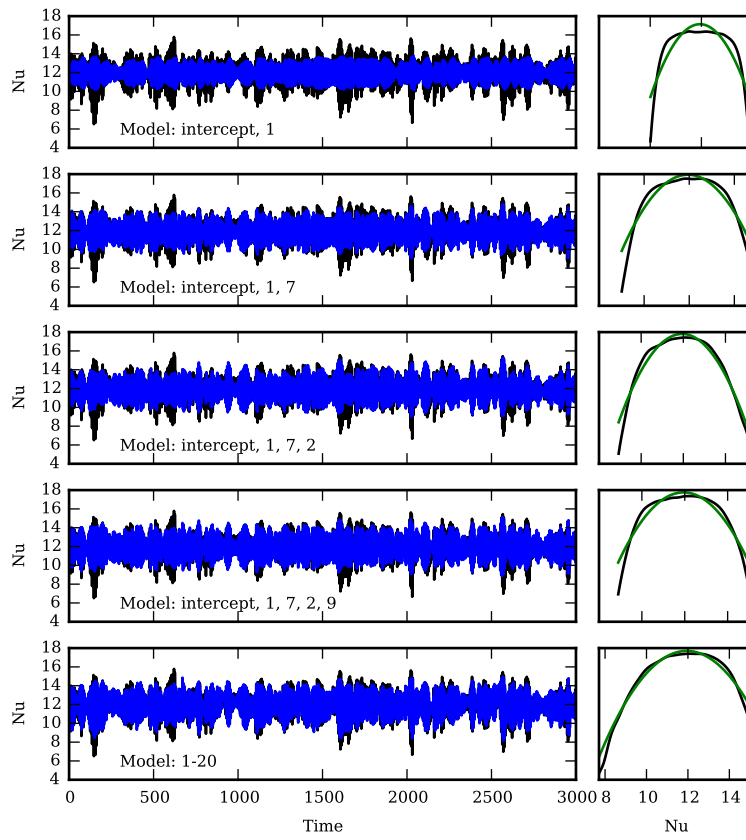 18
16
14
12
10
8
6
4
Nu
Model: intercept, 1
18
16
14
12
10
8
6
4
Nu
Model: intercept, 1, 7
18
16
14
12
10
8
6
4
Nu
Model: intercept, 1, 7, 2
18
16
14
12
10
8
6
4
Nu
Model: intercept, 1, 7, 2, 9
18
16
14
12
10
8
6
4
Nu
Model: 1-20
0 500 1000 1500 2000 2500 3000
Time
8 10 12 14
Nu